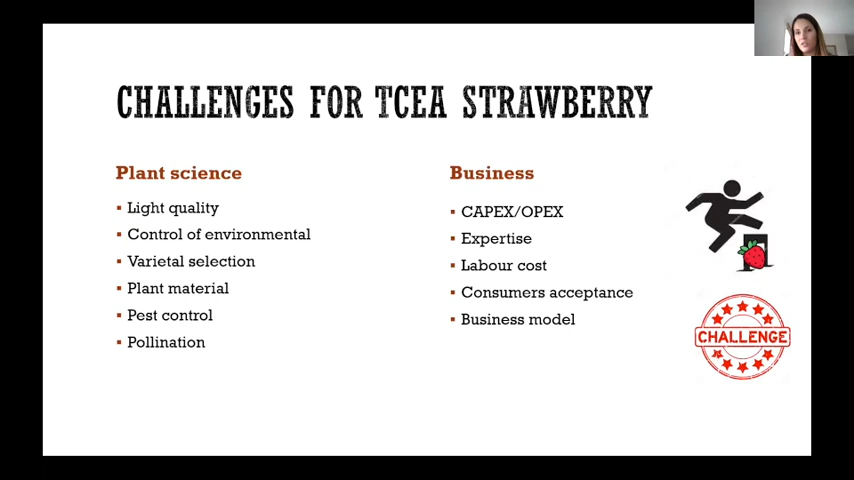 CHALLENGES FOR TCEA STRAWBERRY
Plant science
Light quality
Control of environmental
Varietal selection
Plant material
Pest control
Pollination
Business
CAPEX/OPEX
Expertise
Labour cost
Consumers acceptance
Business model
CHALLENGE